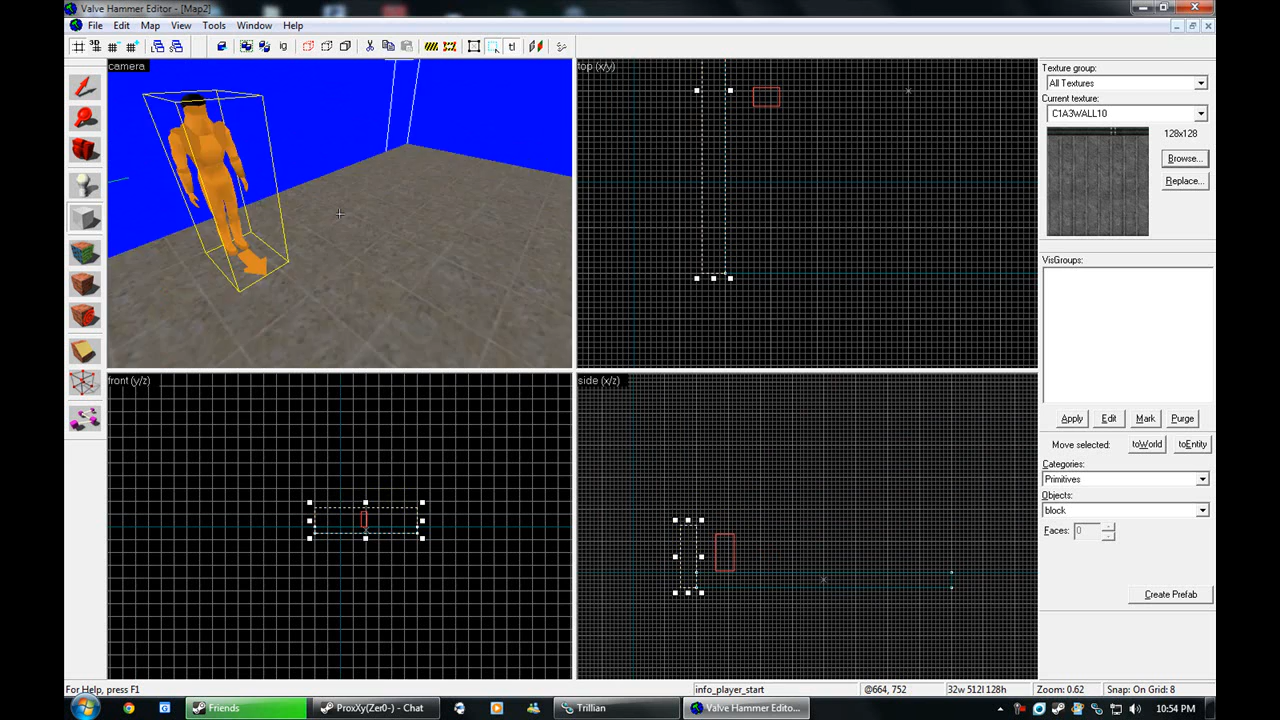 Valve Hammer Editor - [Map2]
File Edit Map View Tools Window Help
camera
top (x/y)
front (y/z)
side (x/z)
Texture group:
All Textures
Current texture:
C1A3WALL10
128x128
Browse...
Replace...
VisGroups:
Apply Edit Mark Purge
Move selected: toWorld toEntity
Categories:
Primitives
Objects:
block
Faces: 0
Create Prefab
For Help, press F1 info_player_start @664, 752 32w 512l 128h Zoom: 0.62 Snap: On Grid: 8
Friends ProxXy(Zer0-) - Chat Trillian Valve Hammer Edito... 10:54 PM